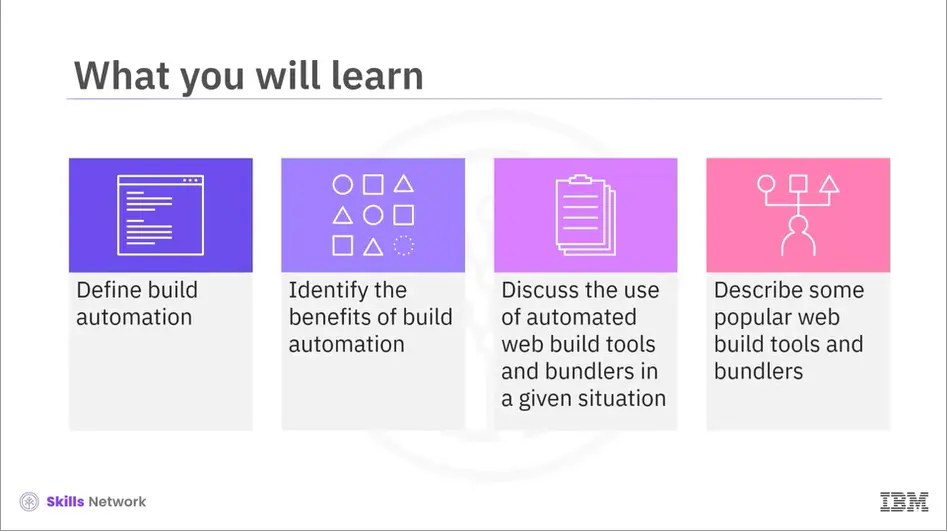 What you will learn
Define build
automation
Identify the
benefits of build
automation
Discuss the use
of automated
web build tools
and bundlers in
a given situation
Describe some
popular web
build tools and
bundlers
Skills Network
IBM